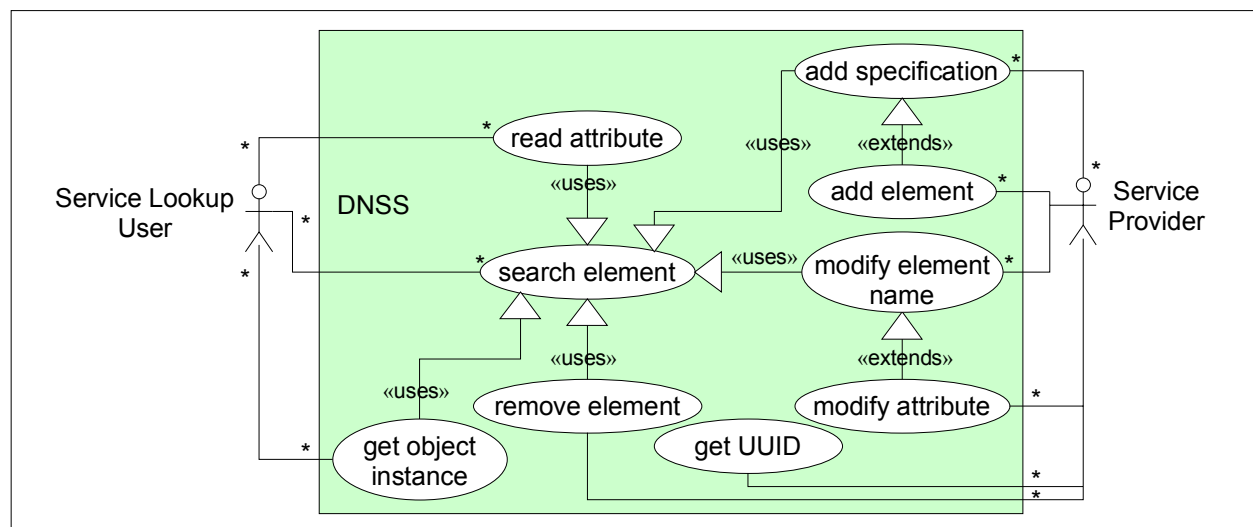 add specification
*
*
*
read attribute
*
«uses»
«extends»
«uses»
*
add element
*
Service Lookup
User
DNSS
Service
Provider
*
*
search element
«uses»
modify element
name
*
*
«uses»
«extends»
«uses»
remove element
modify attribute
*
get object
instance
*
get UUID
*
*